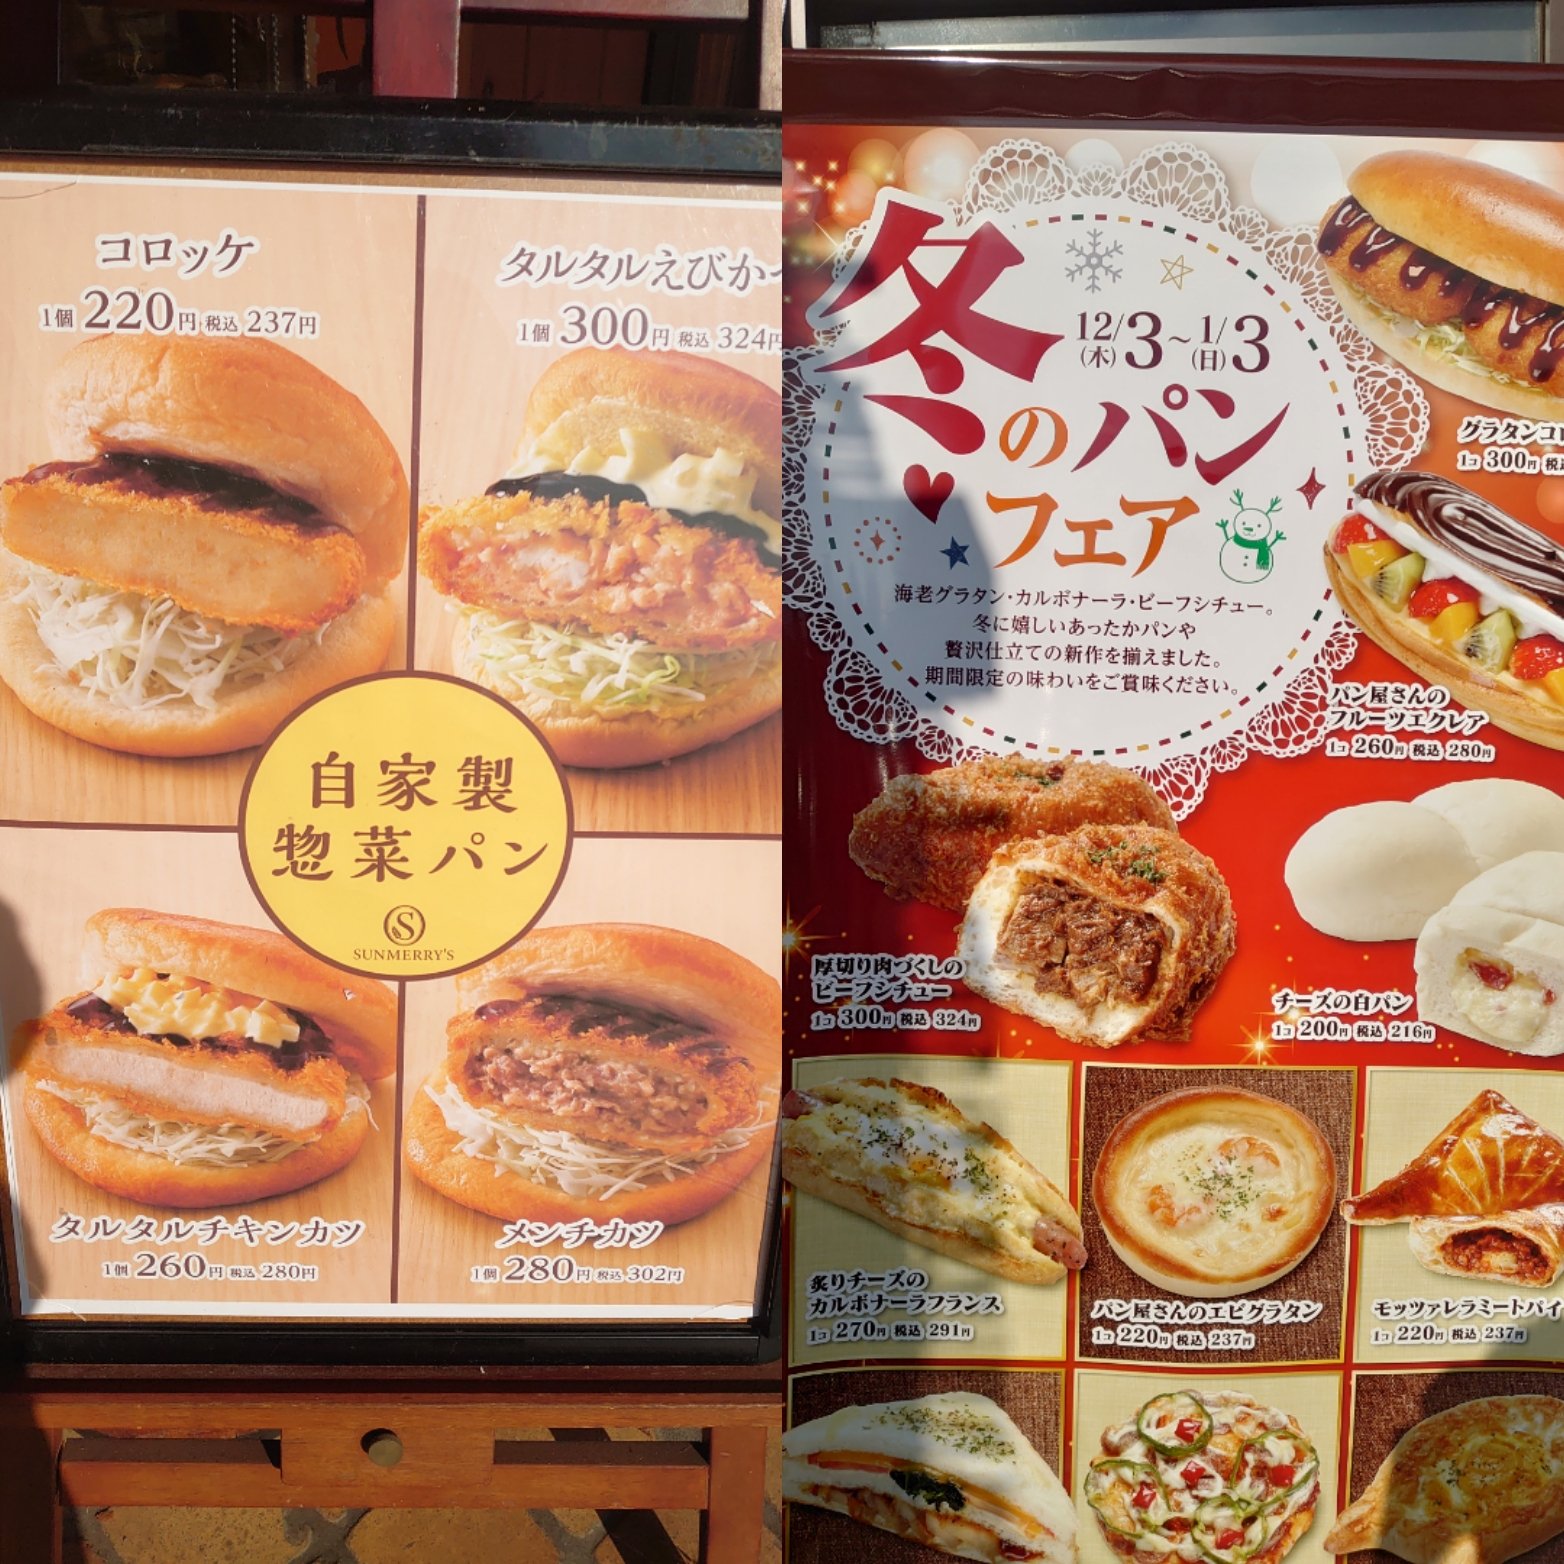 コロッケ
1個 220円 税込 237円
タルタルえびか
1個 300円 税込 324円
自家製
惣菜パン
S
SUNMERRY'S
タルタルチキンカツ
1個 260円 税込 280円
メンチカツ
1個 280円 税込 302円
冬のパン
フェア
12/3(木)~1/3(日)
海老グラタン・カルボナーラ・ビーフシチュー。
冬に嬉しいあったかパンや
贅沢仕立ての新作を揃えました。
期間限定の味わいをご賞味ください。
グラタンコロ
1コ 300円 税込
パン屋さんの
フルーツエクレア
1コ 260円 税込 280円
厚切り肉づくしの
ビーフシチュー
1コ 300円 税込 324円
チーズの白パン
1コ 200円 税込 216円
炙りチーズの
カルボナーラフランス
1コ 270円 税込 291円
パン屋さんのエビグラタン
1コ 220円 税込 237円
モッツァレラミートパイ
1コ 220円 税込 237円